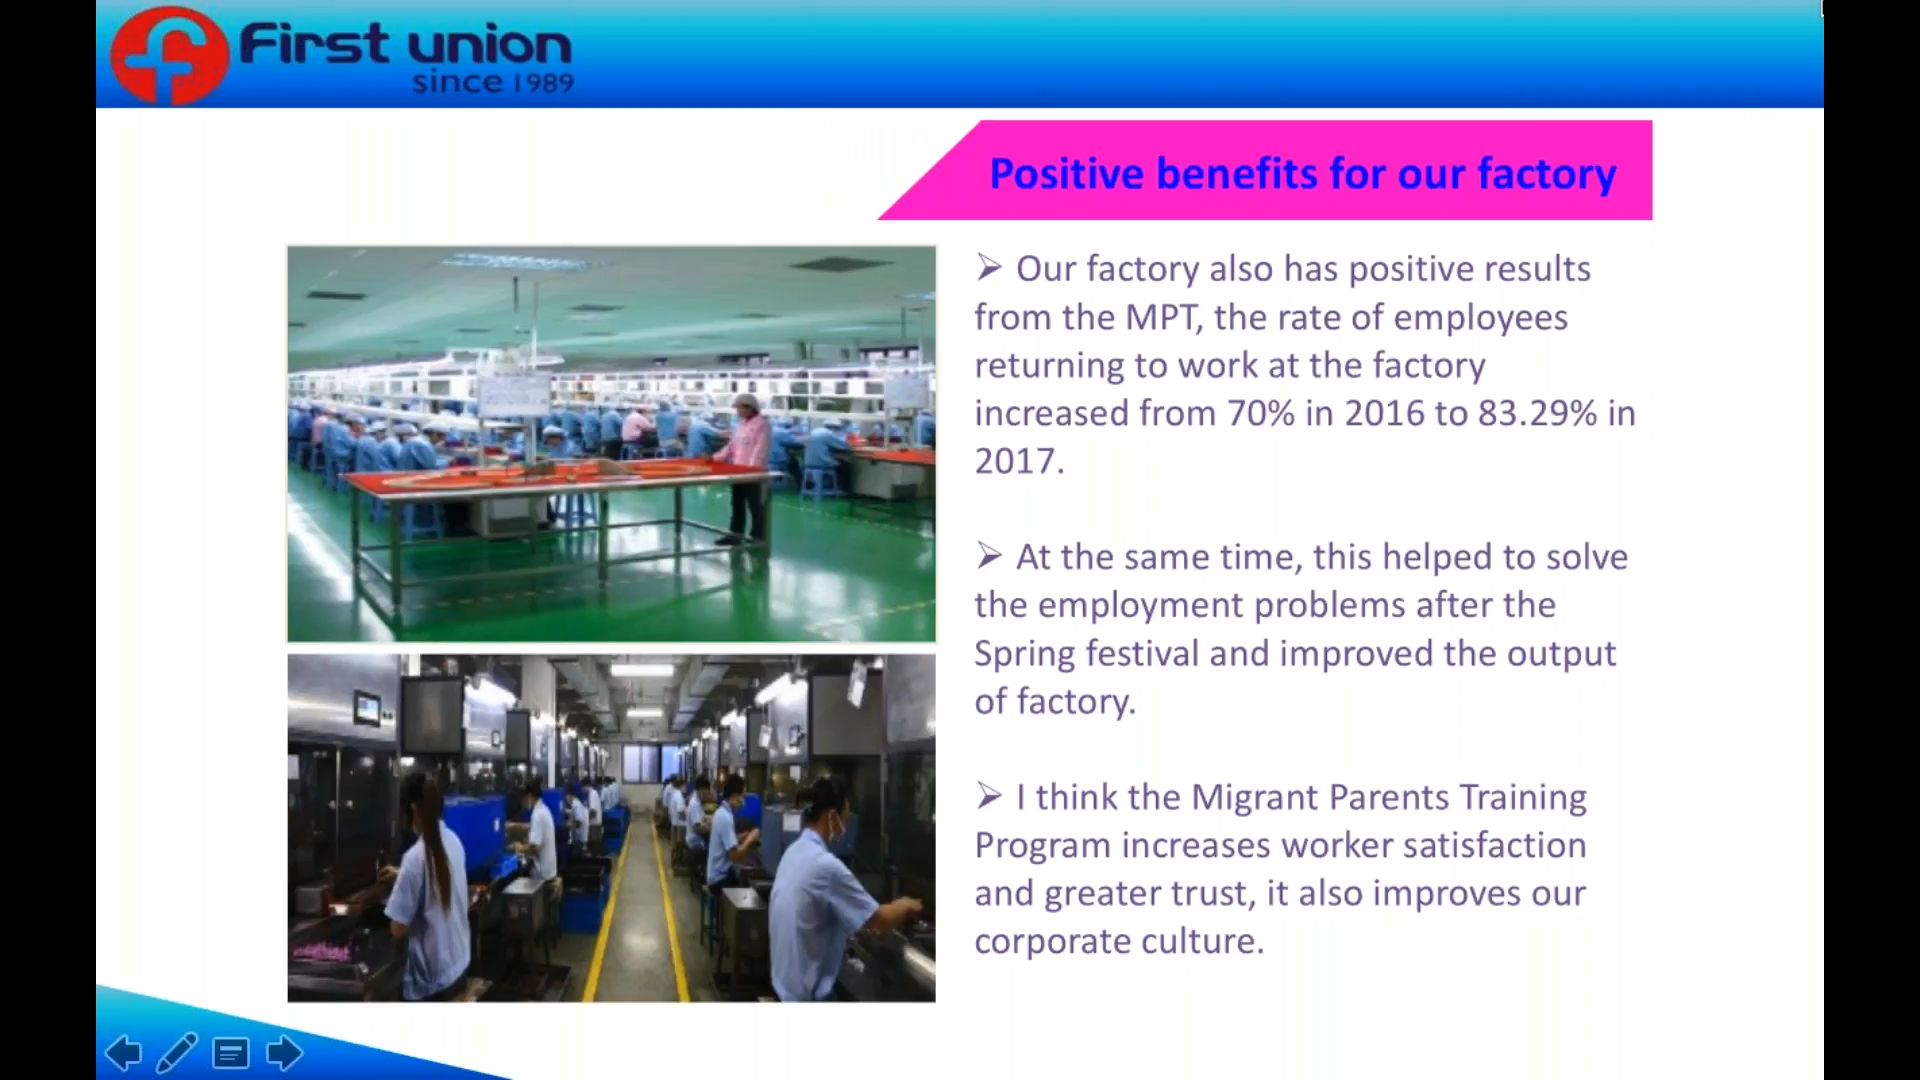 First union
since 1989
Positive benefits for our factory
➢ Our factory also has positive results
from the MPT, the rate of employees
returning to work at the factory
increased from 70% in 2016 to 83.29% in
2017.
➢ At the same time, this helped to solve
the employment problems after the
Spring festival and improved the output
of factory.
➢ I think the Migrant Parents Training
Program increases worker satisfaction
and greater trust, it also improves our
corporate culture.